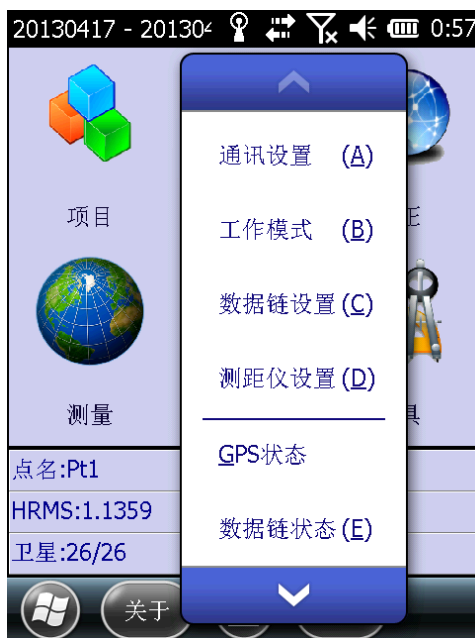 20130417 - 20130 0:57
通讯设置 (A)
项目
工作模式 (B)
数据链设置(C)
测距仪设置(D)
测量
具
GPS状态
点名:Pt1
HRMS:1.1359
数据链状态(E)
卫星:26/26
关于